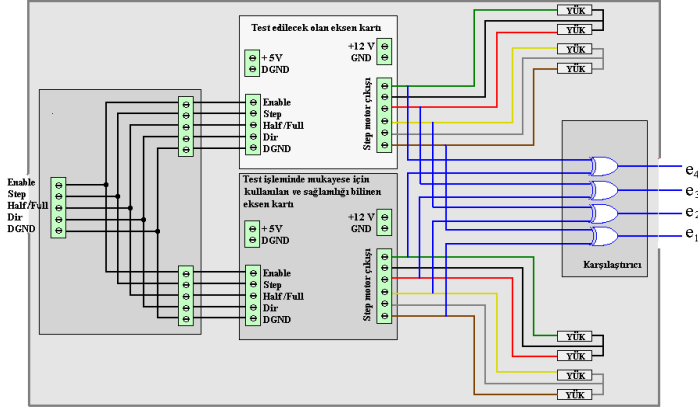 Enable
Step
Half/Full
Dir
DGND
Test edilecek olan eksen kartı
+5V
DGND
+12 V
GND
Enable
Step
Half/Full
Dir
DGND
Step motor çıkışı
Test işleminde mukayese için
kullanılan ve sağlamlığı bilinen
eksen kartı
+5V
DGND
+12 V
GND
Enable
Step
Half/Full
Dir
DGND
Step motor çıkışı
YÜK
YÜK
YÜK
YÜK
YÜK
YÜK
YÜK
YÜK
e4
e3
e2
e1
Karşılaştırıcı